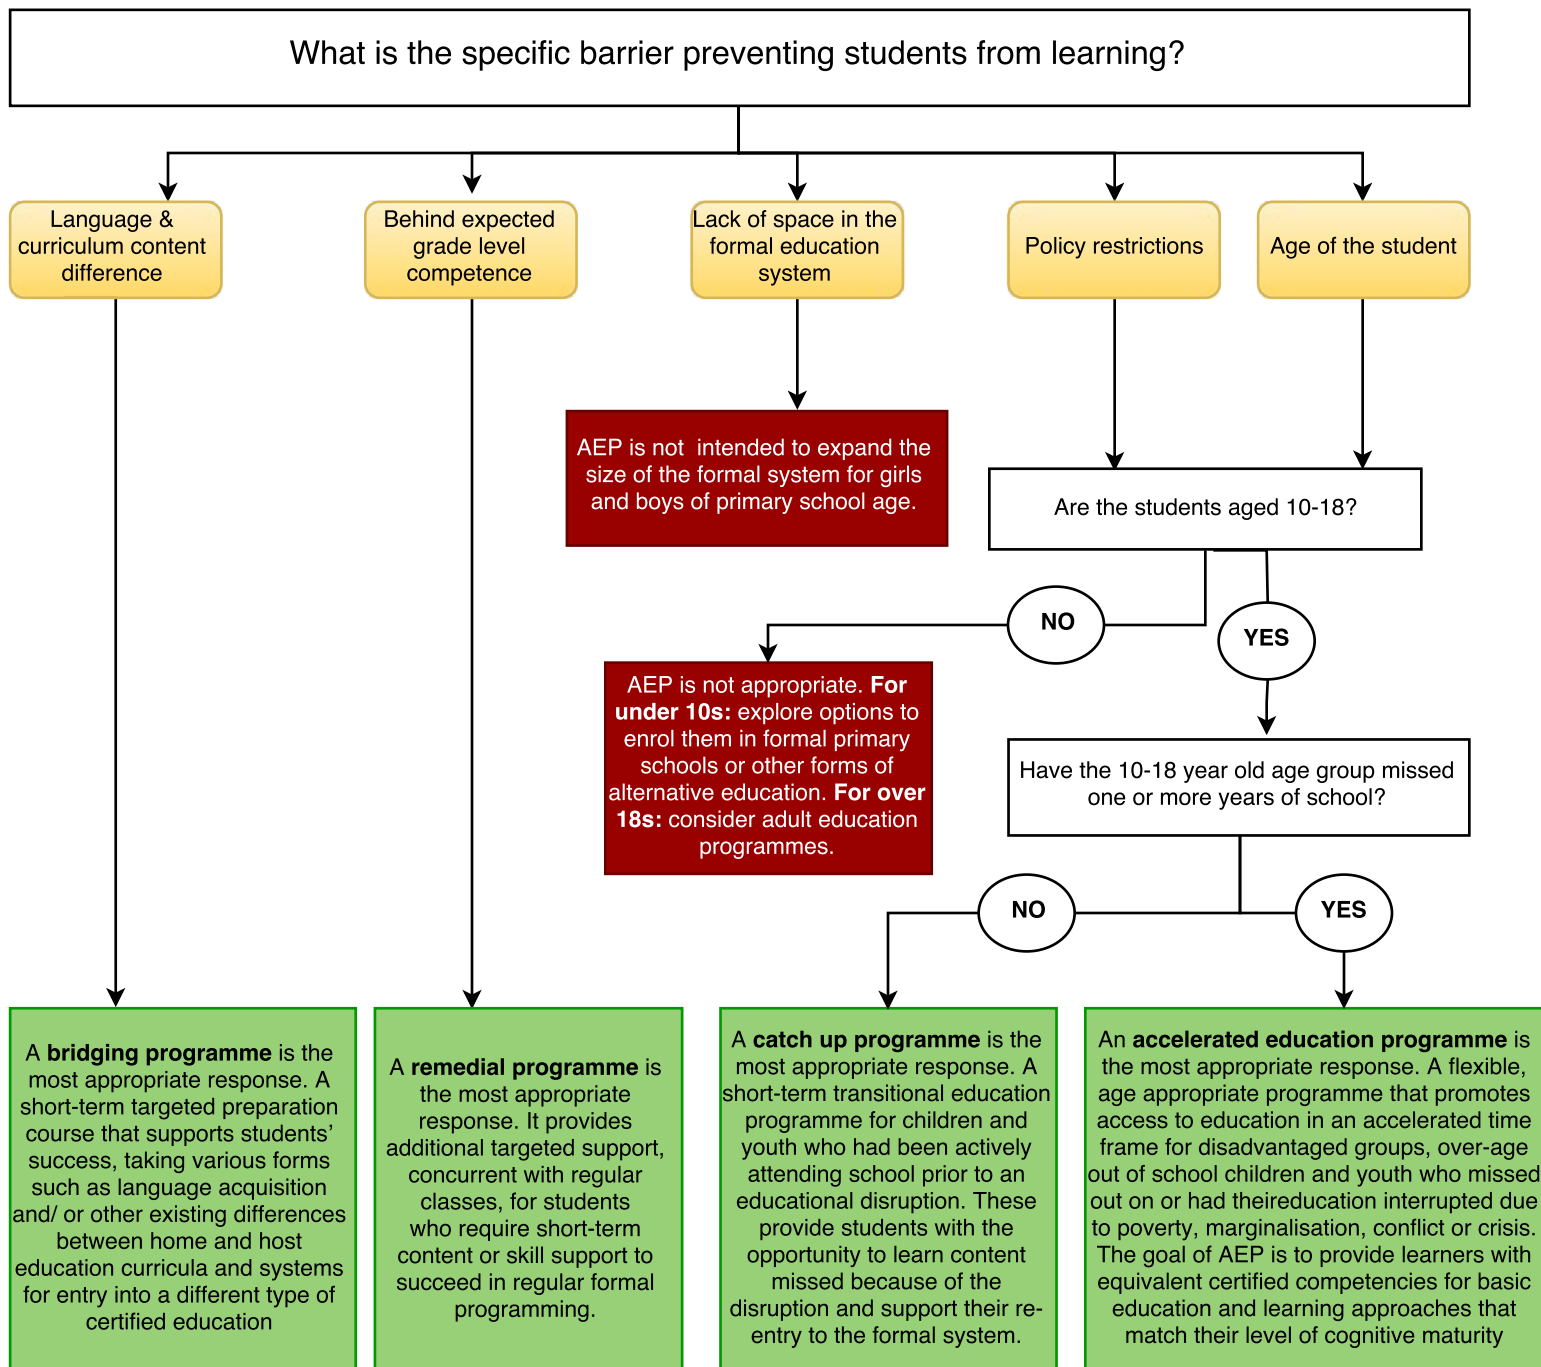 What is the specific barrier preventing students from learning?
Language &
curriculum content
difference
Behind expected
grade level
competence
Lack of space in the
formal education
system
Policy restrictions
Age of the student
AEP is not  intended to expand the
size of the formal system for girls
and boys of primary school age.
Are the students aged 10-18?
NO
YES
AEP is not appropriate. For
under 10s: explore options to
enrol them in formal primary
schools or other forms of
alternative education. For over
18s: consider adult education
programmes.
Have the 10-18 year old age group missed
one or more years of school?
NO
YES
A bridging programme is the
most appropriate response. A
short-term targeted preparation
course that supports students’
success, taking various forms
such as language acquisition
and/ or other existing differences
between home and host
education curricula and systems
for entry into a different type of
certified education
A remedial programme is
the most appropriate
response. It provides
additional targeted support,
concurrent with regular
classes, for students
who require short-term
content or skill support to
succeed in regular formal
programming.
A catch up programme is the
most appropriate response. A
short-term transitional education
programme for children and
youth who had been actively
attending school prior to an
educational disruption. These
provide students with the
opportunity to learn content
missed because of the
disruption and support their re-
entry to the formal system.
An accelerated education programme is
the most appropriate response. A flexible,
age appropriate programme that promotes
access to education in an accelerated time
frame for disadvantaged groups, over-age
out of school children and youth who missed
out on or had theireducation interrupted due
to poverty, marginalisation, conflict or crisis.
The goal of AEP is to provide learners with
equivalent certified competencies for basic
education and learning approaches that
match their level of cognitive maturity